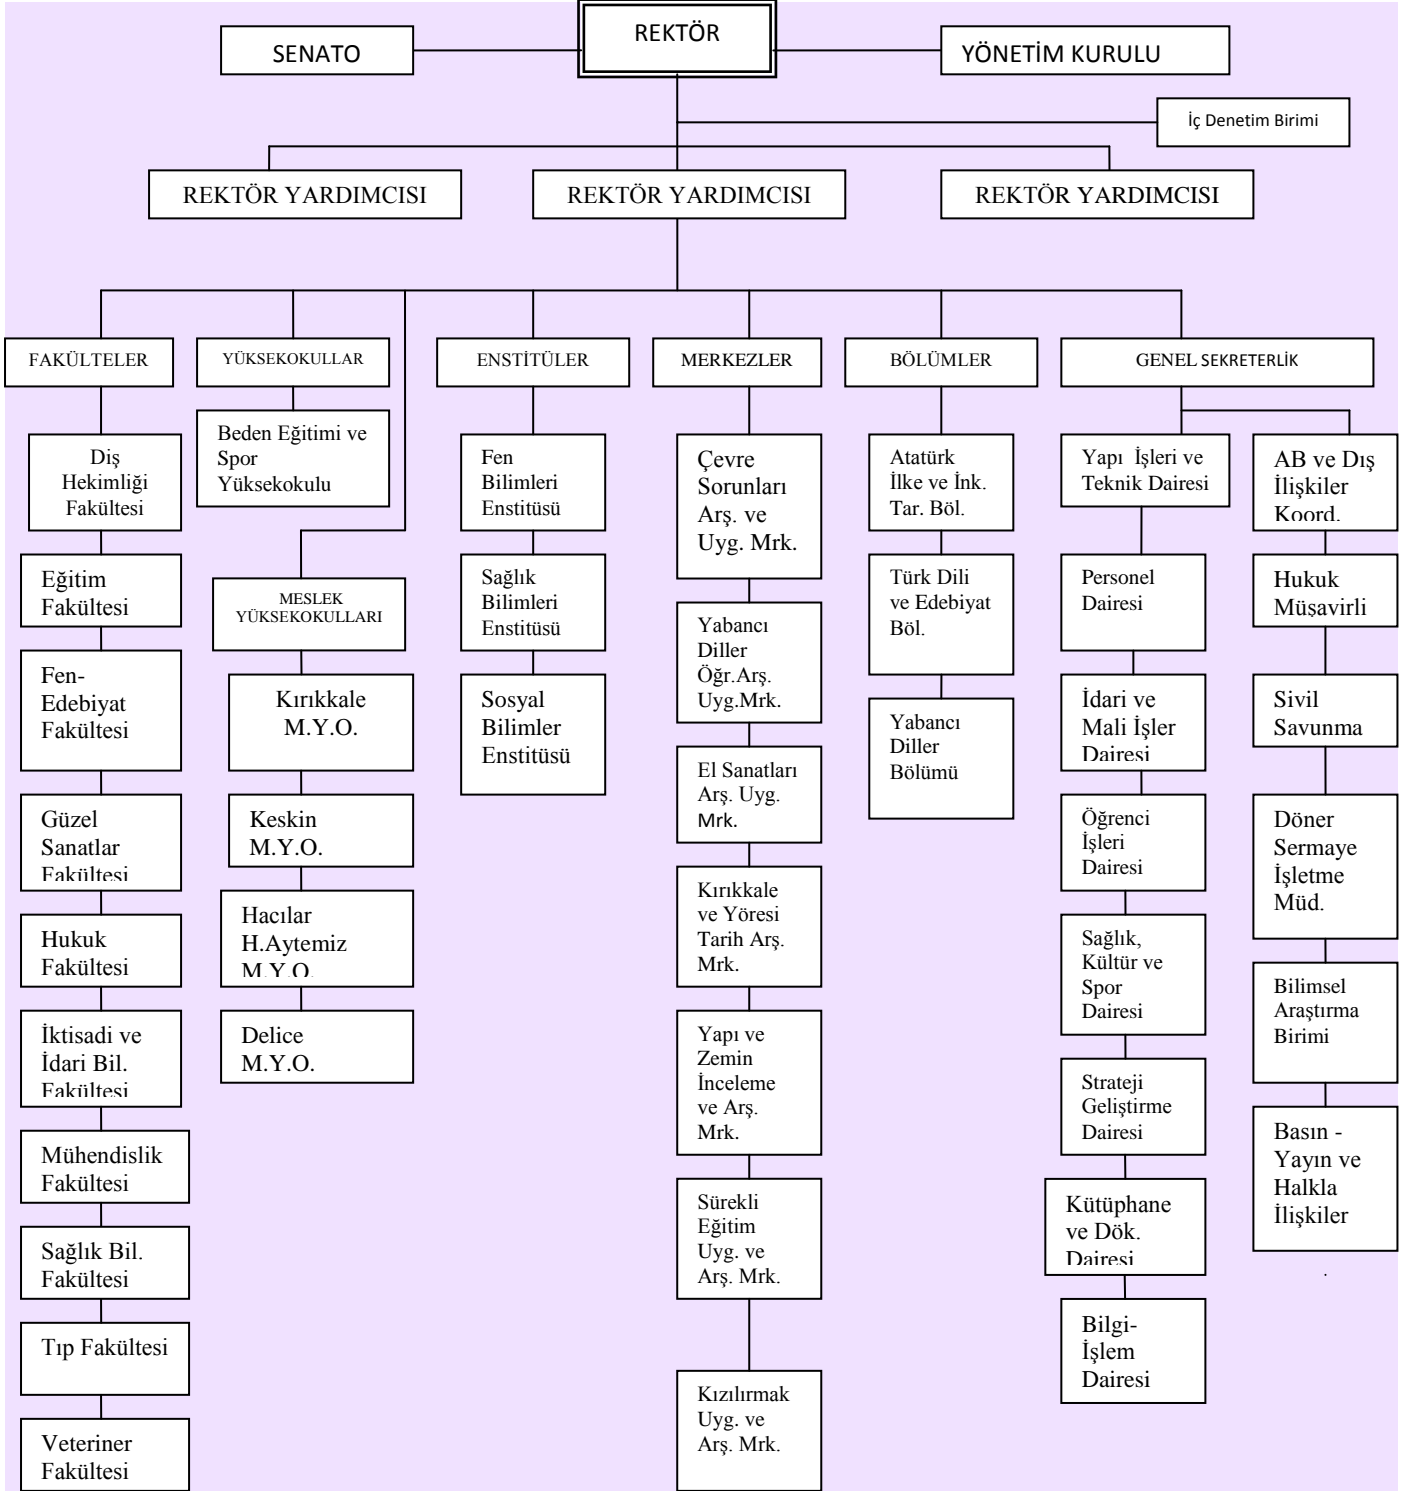 REKTÖR
SENATO
YÖNETİM KURULU
İç Denetim Birimi
REKTÖR YARDIMCISI
REKTÖR YARDIMCISI
REKTÖR YARDIMCISI
FAKÜLTELER
Diş
Hekimliği
Fakültesi
Eğitim
Fakültesi
Fen-
Edebiyat
Fakültesi
Güzel
Sanatlar
Fakültesi
Hukuk
Fakültesi
İktisadi ve
İdari Bil.
Fakültesi
Mühendislik
Fakültesi
Sağlık Bil.
Fakültesi
Tıp Fakültesi
Veteriner
Fakültesi
YÜKSEKOKULLAR
Beden Eğitimi ve
Spor
Yüksekokulu
MESLEK
YÜKSEKOKULLARI
Kırıkkale
M.Y.O.
Keskin
M.Y.O.
Hacılar
H.Aytemiz
M.Y.O.
Delice
M.Y.O.
ENSTİTÜLER
Fen
Bilimleri
Enstitüsü
Sağlık
Bilimleri
Enstitüsü
Sosyal
Bilimler
Enstitüsü
MERKEZLER
Çevre
Sorunları
Arş. ve
Uyg. Mrk.
Yabancı
Diller
Öğr.Arş.
Uyg.Mrk.
El Sanatları
Arş. Uyg.
Mrk.
Kırıkkale
ve Yöresi
Tarih Arş.
Mrk.
Yapı ve
Zemin
İnceleme
ve Arş.
Mrk.
Sürekli
Eğitim
Uyg. ve
Arş. Mrk.
Kızılırmak
Uyg. ve
Arş. Mrk.
BÖLÜMLER
Atatürk
İlke ve İnk.
Tar. Böl.
Türk Dili
ve Edebiyat
Böl.
Yabancı
Diller
Bölümü
GENEL SEKRETERLİK
Yapı İşleri ve
Teknik Dairesi
Personel
Dairesi
İdari ve
Mali İşler
Dairesi
Öğrenci
İşleri
Dairesi
Sağlık,
Kültür ve
Spor
Dairesi
Strateji
Geliştirme
Dairesi
Kütüphane
ve Dök.
Dairesi
Bilgi-
İşlem
Dairesi
AB ve Dış
İlişkiler
Koord.
Hukuk
Müşavirli
Sivil
Savunma
Döner
Sermaye
İşletme
Müd.
Bilimsel
Araştırma
Birimi
Basın -
Yayın ve
Halkla
İlişkiler
.